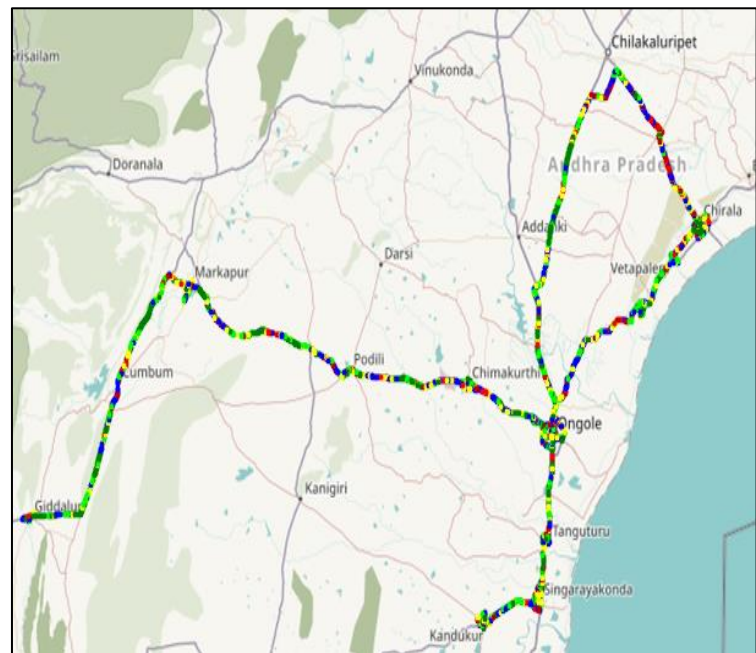 Srisailam
Chilakaluripet
Vinukonda
Doranala
Andhra Pradesh
Chirala
Addanki
Darsi
Vetapalem
Markapur
Cumbum
Podili
Chimakurthi
Ongole
Kanigiri
Giddalur
Tanguturu
Singarayakonda
Kandukur